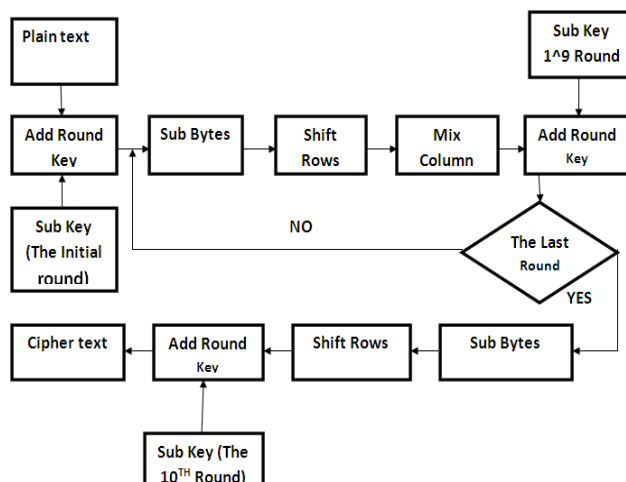 Plain text
Sub Key
1^9 Round
Add Round
Key
Sub Bytes
Shift
Rows
Mix
Column
Add Round
Key
Sub Key
(The Initial
round)
NO
The Last
Round
YES
Cipher text
Add Round
Key
Shift Rows
Sub Bytes
Sub Key (The
10TH Round)